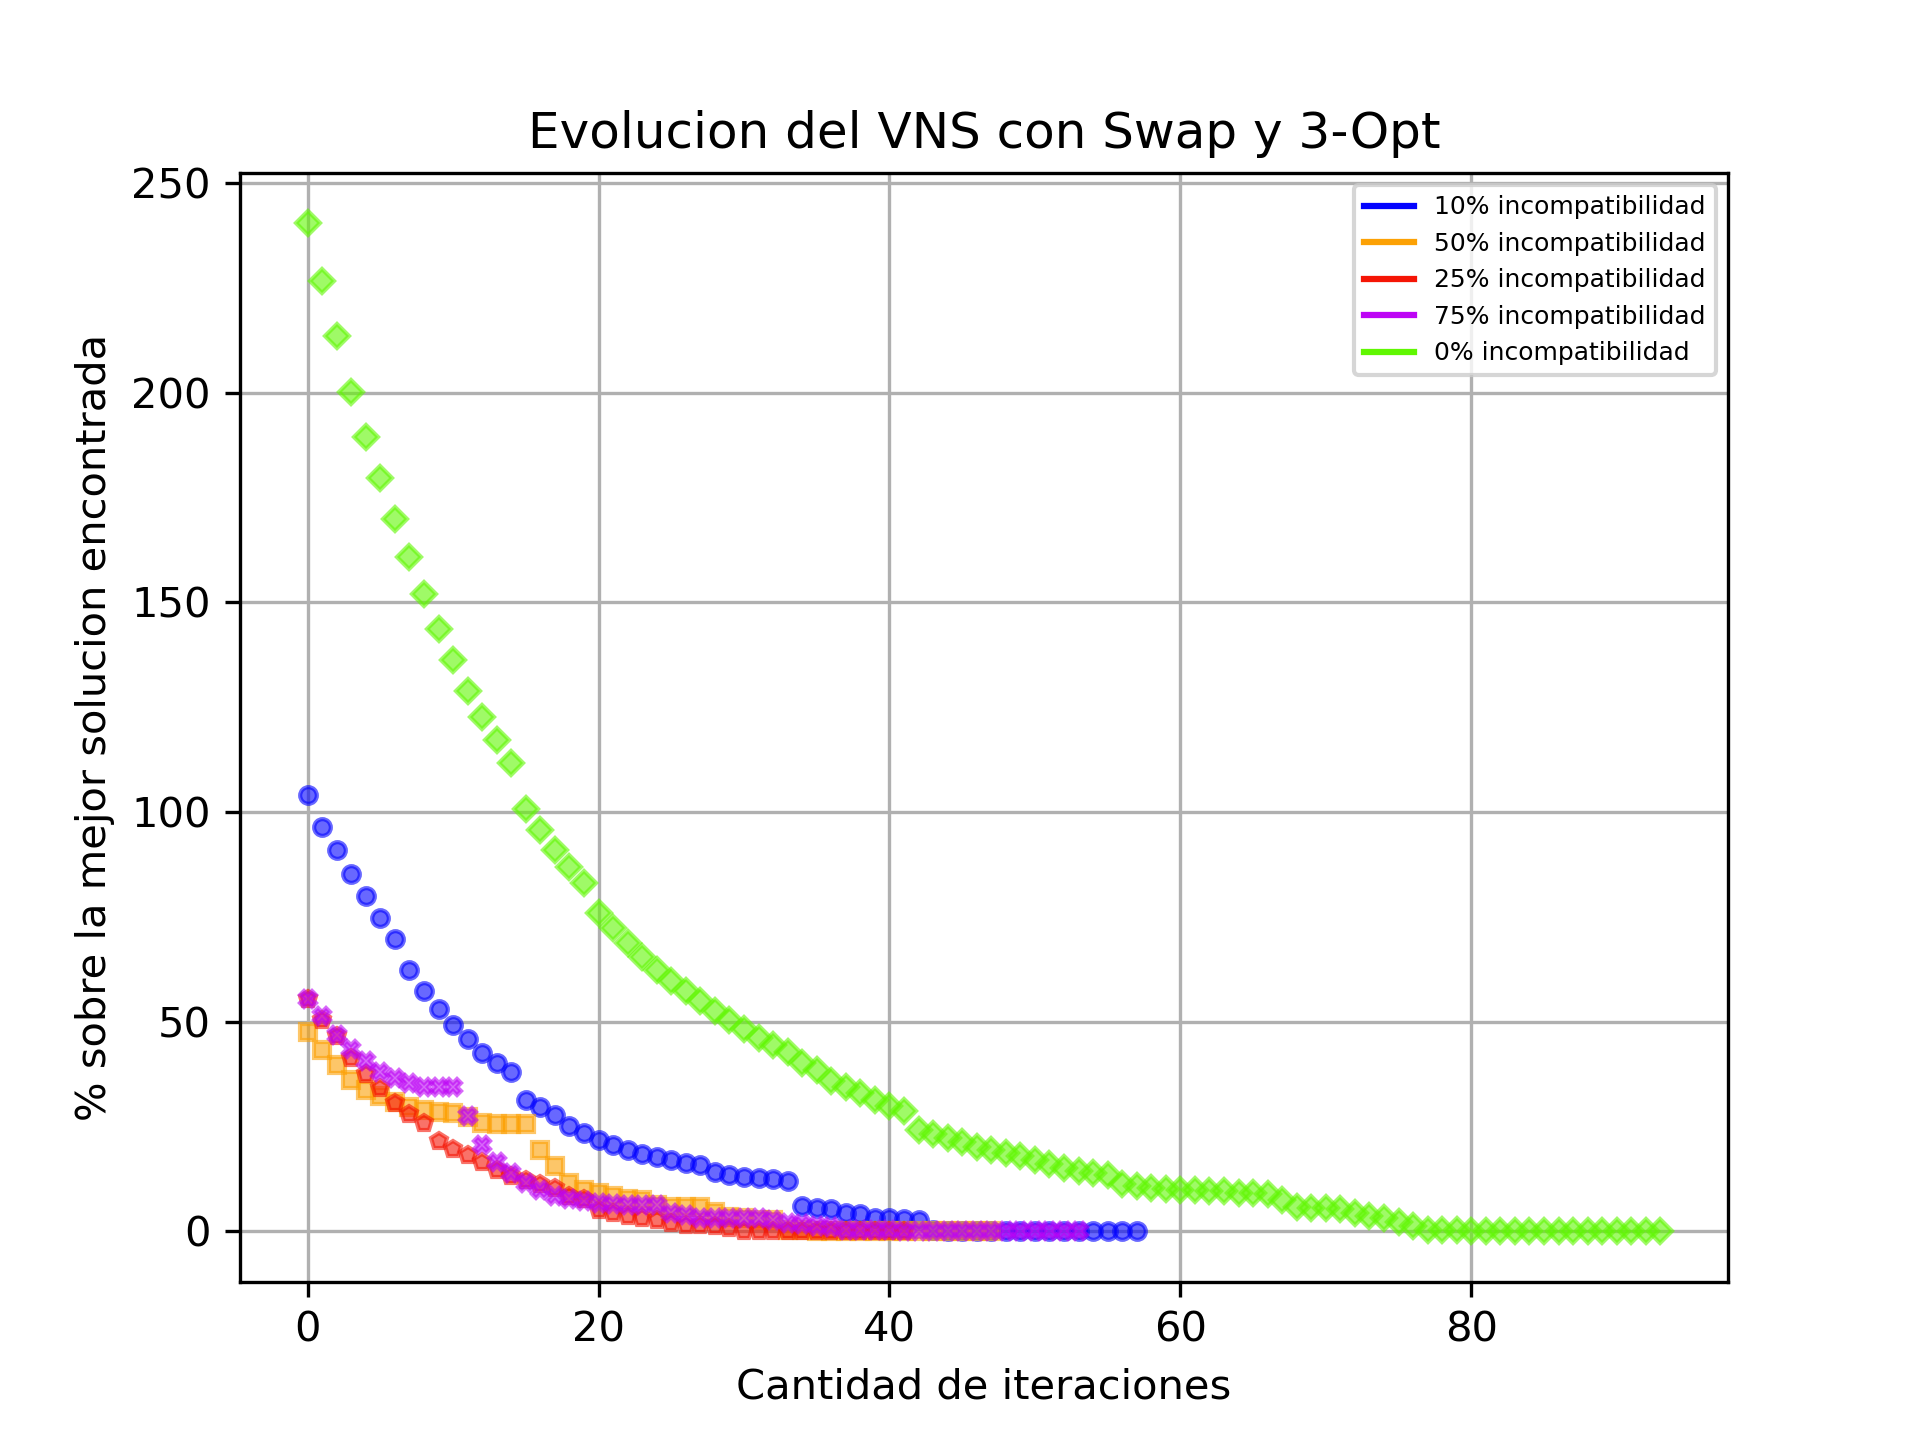 Evolucion del VNS con Swap y 3-Opt
% sobre la mejor solucion encontrada
250
200
150
100
50
0
10% incompatibilidad
50% incompatibilidad
25% incompatibilidad
75% incompatibilidad
0% incompatibilidad
0 20 40 60 80
Cantidad de iteraciones